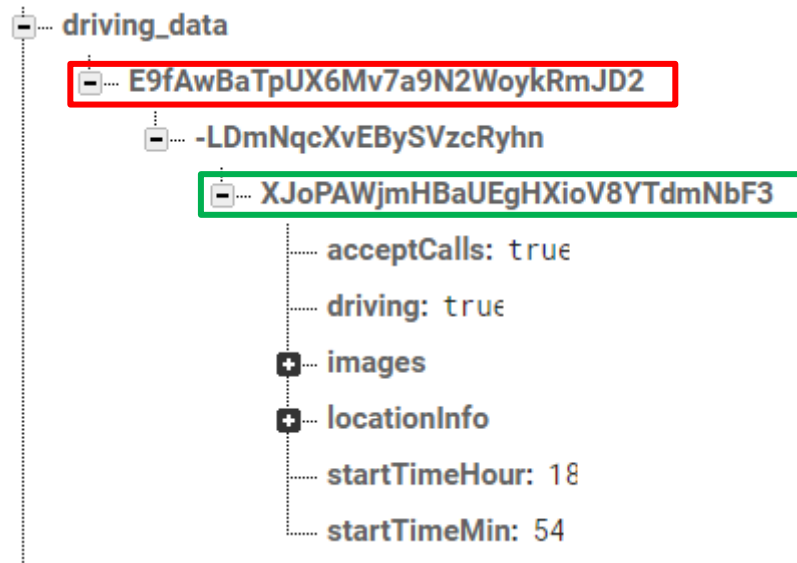 driving_data
E9fAwBaTpUX6Mv7a9N2WoykRmJD2
-LDmNqcXvEBySVzcRyhn
XJoPAWjmHBaUEgHXioV8YTdmNbF3
acceptCalls: true
driving: true
images
locationInfo
startTimeHour: 18
startTimeMin: 54